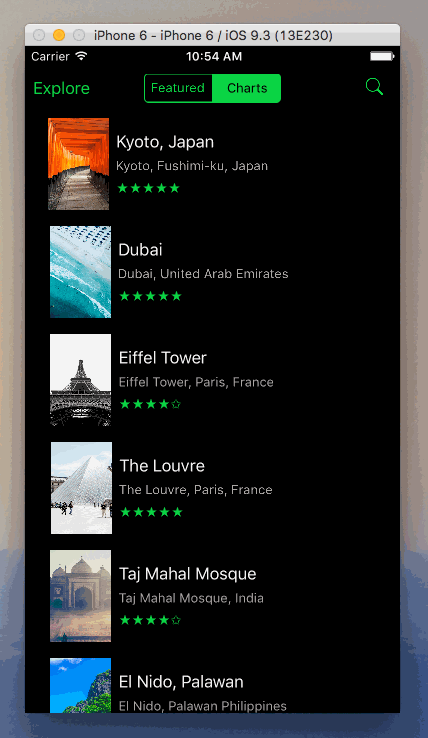 iPhone 6 - iPhone 6 / iOS 9.3 (13E230)
Carrier 10:54 AM
Explore Featured Charts
Kyoto, Japan
Kyoto, Fushimi-ku, Japan
★★★★★
Dubai
Dubai, United Arab Emirates
★★★★★
Eiffel Tower
Eiffel Tower, Paris, France
★★★★✩
The Louvre
The Louvre, Paris, France
★★★★★
Taj Mahal Mosque
Taj Mahal Mosque, India
★★★★✩
El Nido, Palawan
El Nido, Palawan Philippines